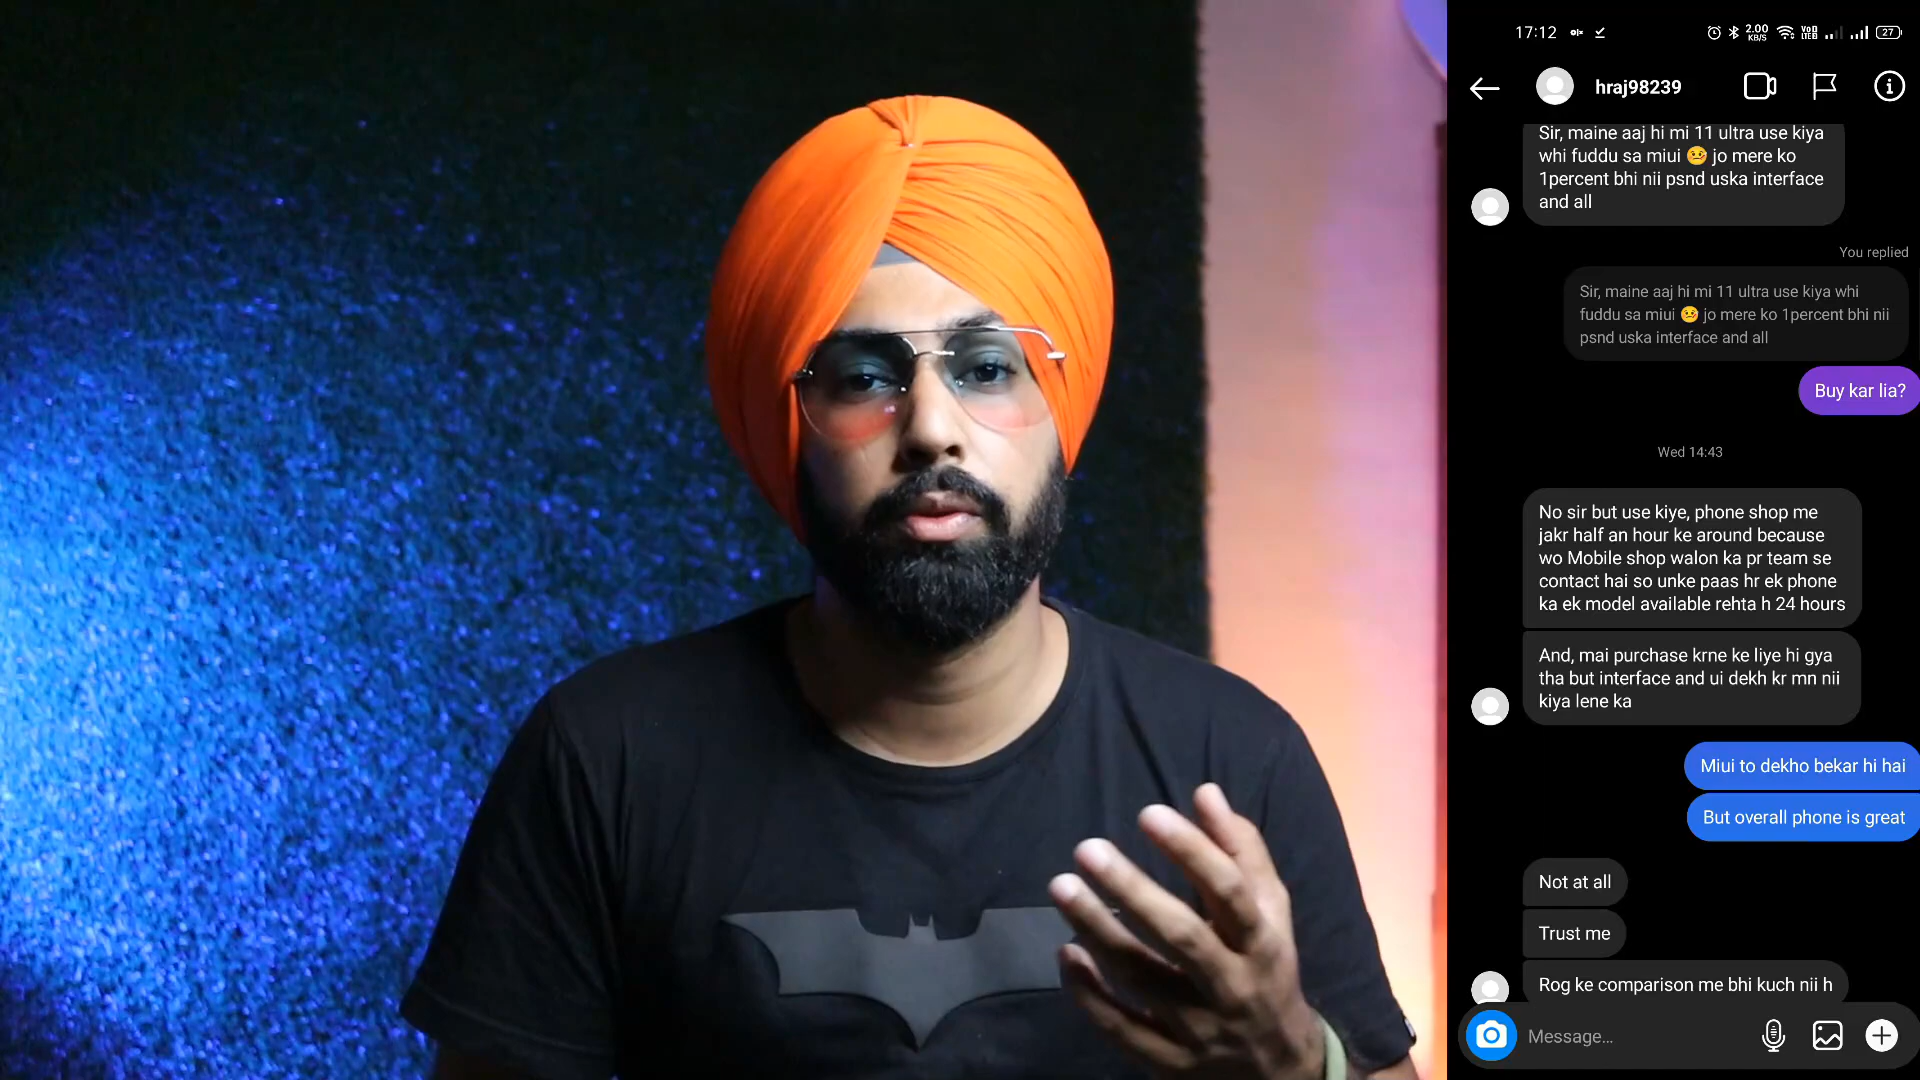 17:12
2.00
KB/S
Vo
LTE
27
hraj98239
Sir, maine aaj hi mi 11 ultra use kiya
whi fuddu sa miui 🤒 jo mere ko
1percent bhi nii psnd uska interface
and all
You replied
Sir, maine aaj hi mi 11 ultra use kiya whi
fuddu sa miui 🤒 jo mere ko 1percent bhi nii
psnd uska interface and all
Buy kar lia?
Wed 14:43
No sir but use kiye, phone shop me
jakr half an hour ke around because
wo Mobile shop walon ka pr team se
contact hai so unke paas hr ek phone
ka ek model available rehta h 24 hours
And, mai purchase krne ke liye hi gya
tha but interface and ui dekh kr mn nii
kiya lene ka
Miui to dekho bekar hi hai
But overall phone is great
Not at all
Trust me
Rog ke comparison me bhi kuch nii h
Message...